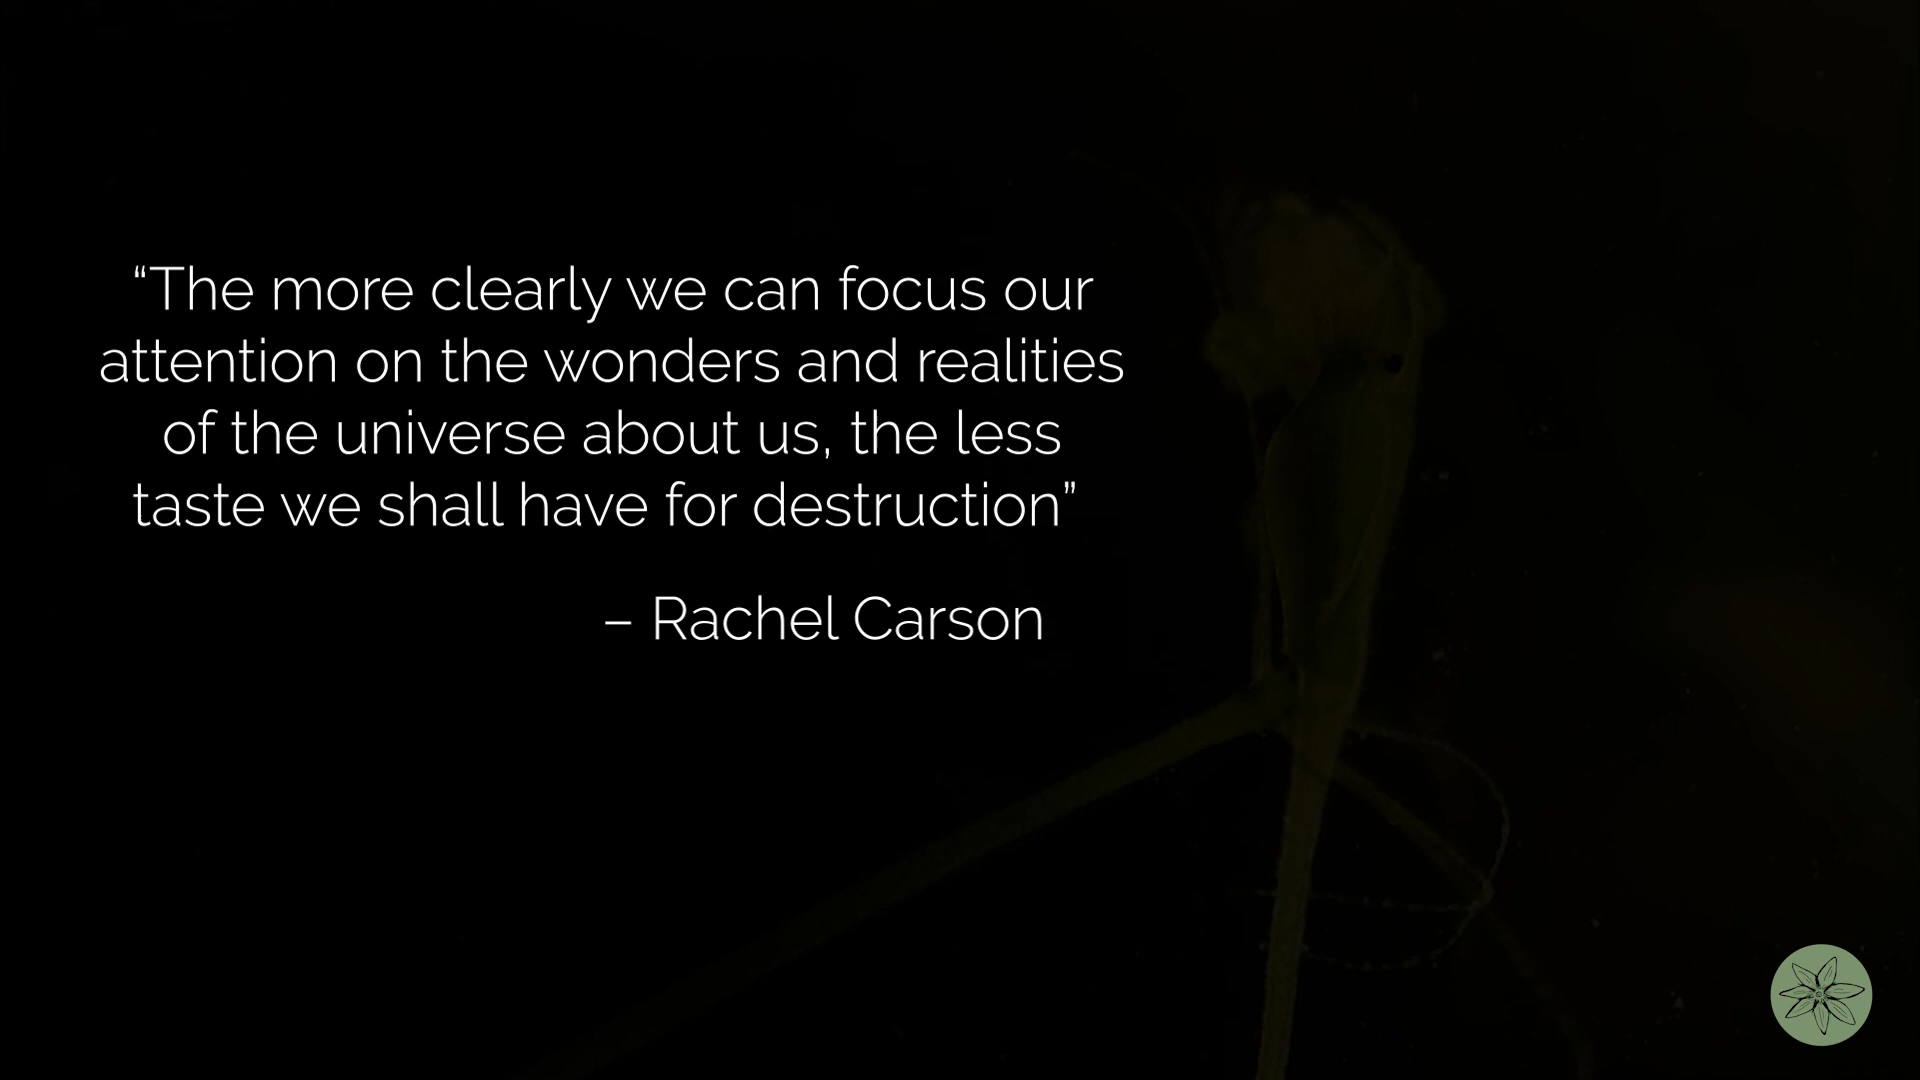 “The more clearly we can focus our
attention on the wonders and realities
of the universe about us, the less
taste we shall have for destruction”
– Rachel Carson